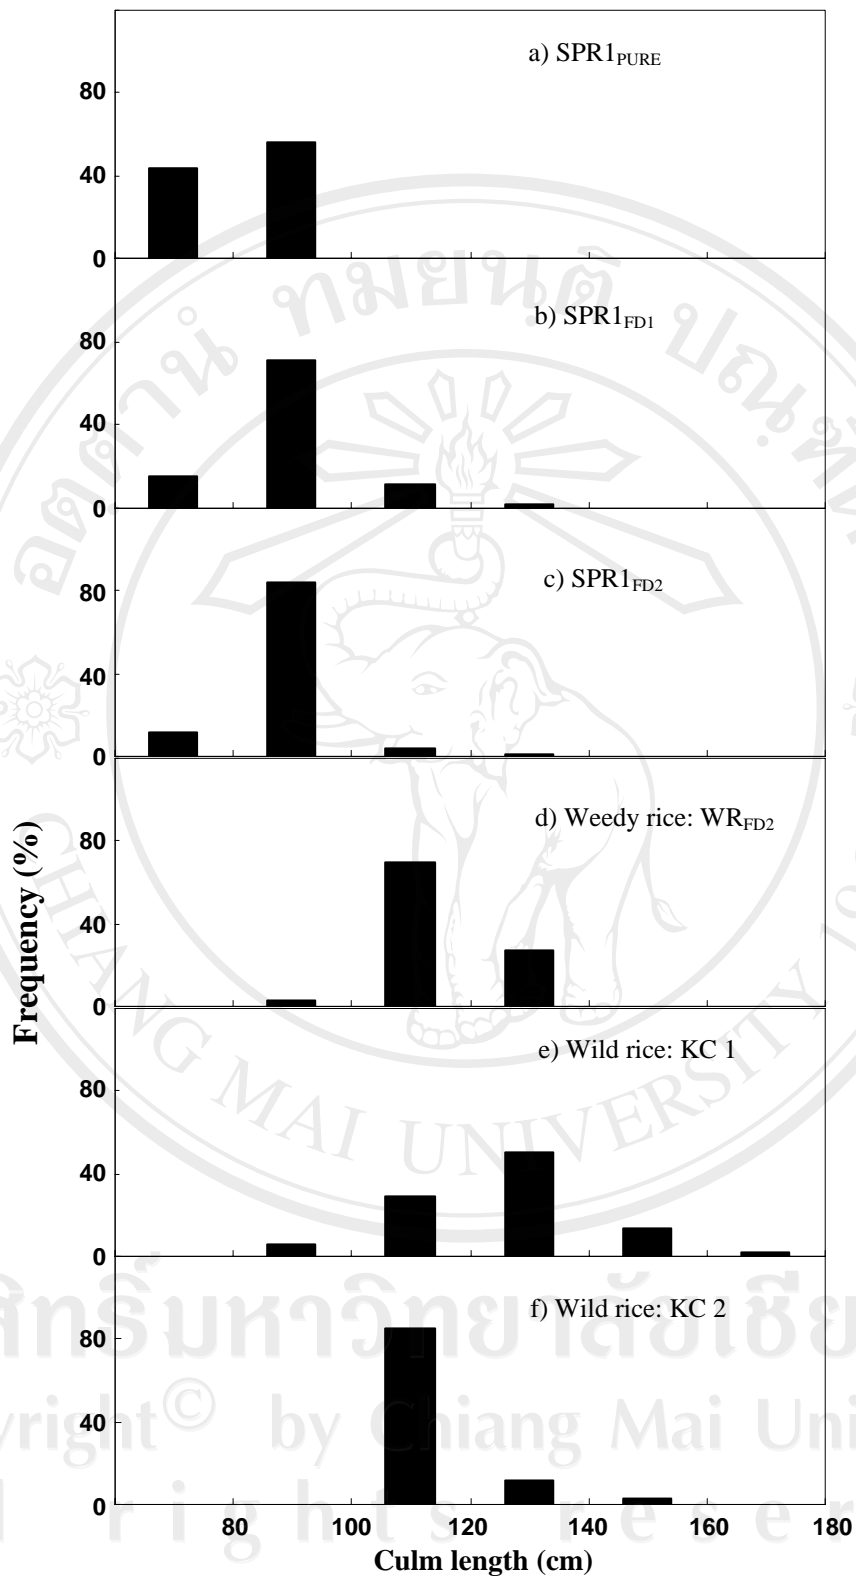 a) SPR1PURE
80
40
0
b) SPR1FD1
80
40
0
c) SPR1FD2
80
40
0
d) Weedy rice: WRFD2
80
40
0
e) Wild rice: KC 1
80
40
0
f) Wild rice: KC 2
80
40
0
Frequency (%)
80 100 120 140 160 180
Culm length (cm)
CHIANG MAI UNIVERSITY
© by Chiang Mai Uni